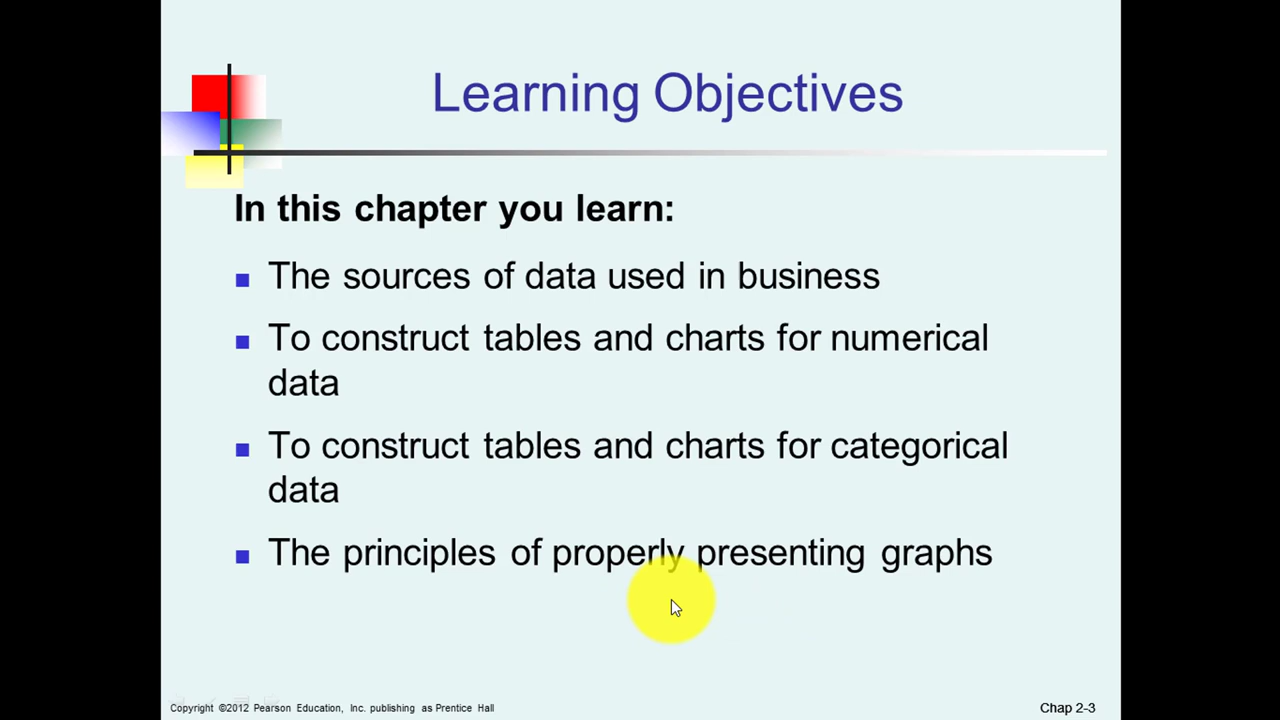 Learning Objectives
In this chapter you learn:
The sources of data used in business
To construct tables and charts for numerical
data
To construct tables and charts for categorical
data
The principles of properly presenting graphs
Copyright ©2012 Pearson Education, Inc. publishing as Prentice Hall
Chap 2-3